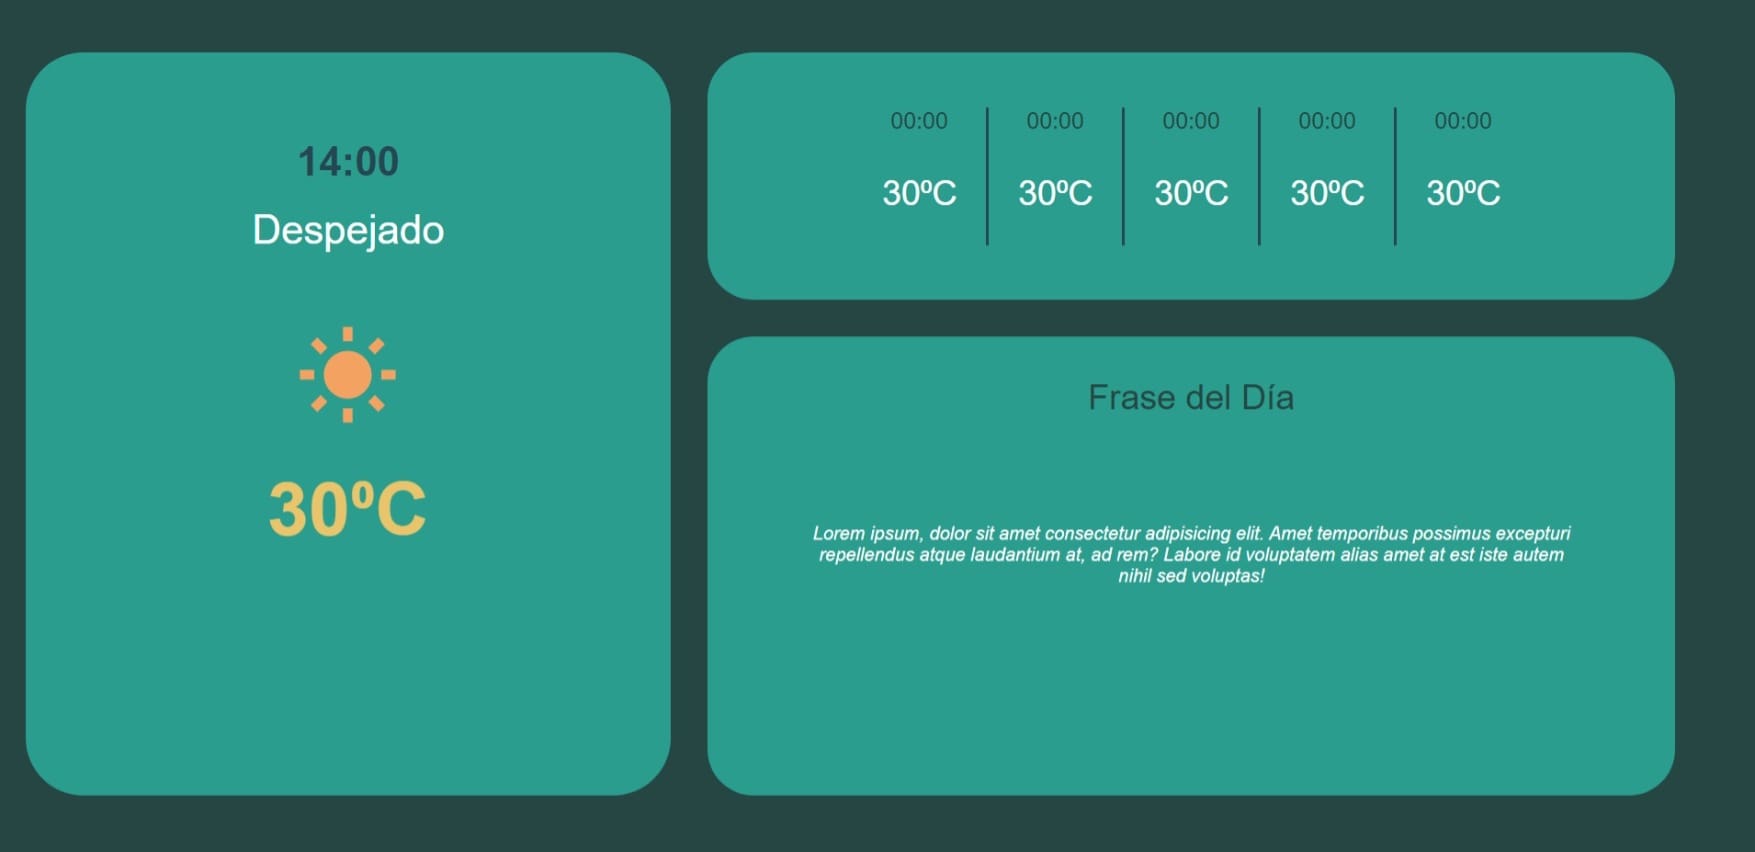 14:00
Despejado
30ºC
00:00 00:00 00:00 00:00 00:00
30ºC 30ºC 30ºC 30ºC 30ºC
Frase del Día
Lorem ipsum, dolor sit amet consectetur adipisicing elit. Amet temporibus possimus excepturi
repellendus atque laudantium at, ad rem? Labore id voluptatem alias amet at est iste autem
nihil sed voluptas!